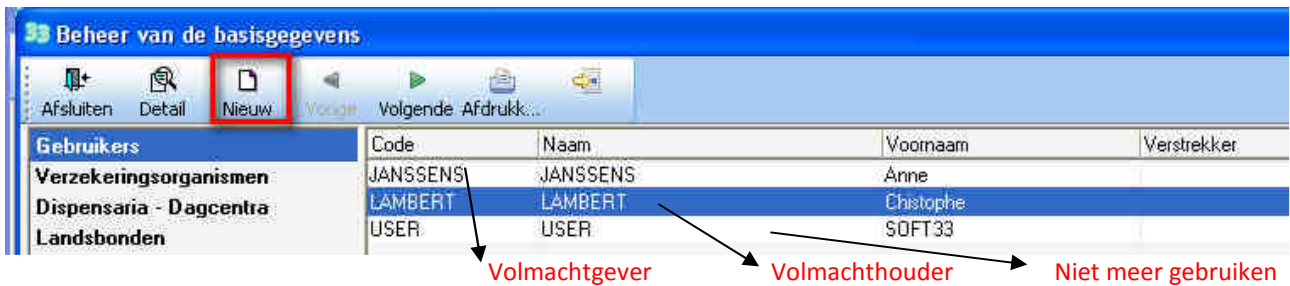 33 Beheer van de basisgegevens
Afsluiten Detail Nieuw Vorige Volgende Afdrukk...
Gebruikers Code Naam Voornaam Verstrekker
Verzekeringsorganismen JANSSENS JANSSENS Anne
Dispensaria - Dagcentra LAMBERT LAMBERT Chistophe
Landsbonden USER USER SOFT33
Volmachtgever Volmachthouder Niet meer gebruiken